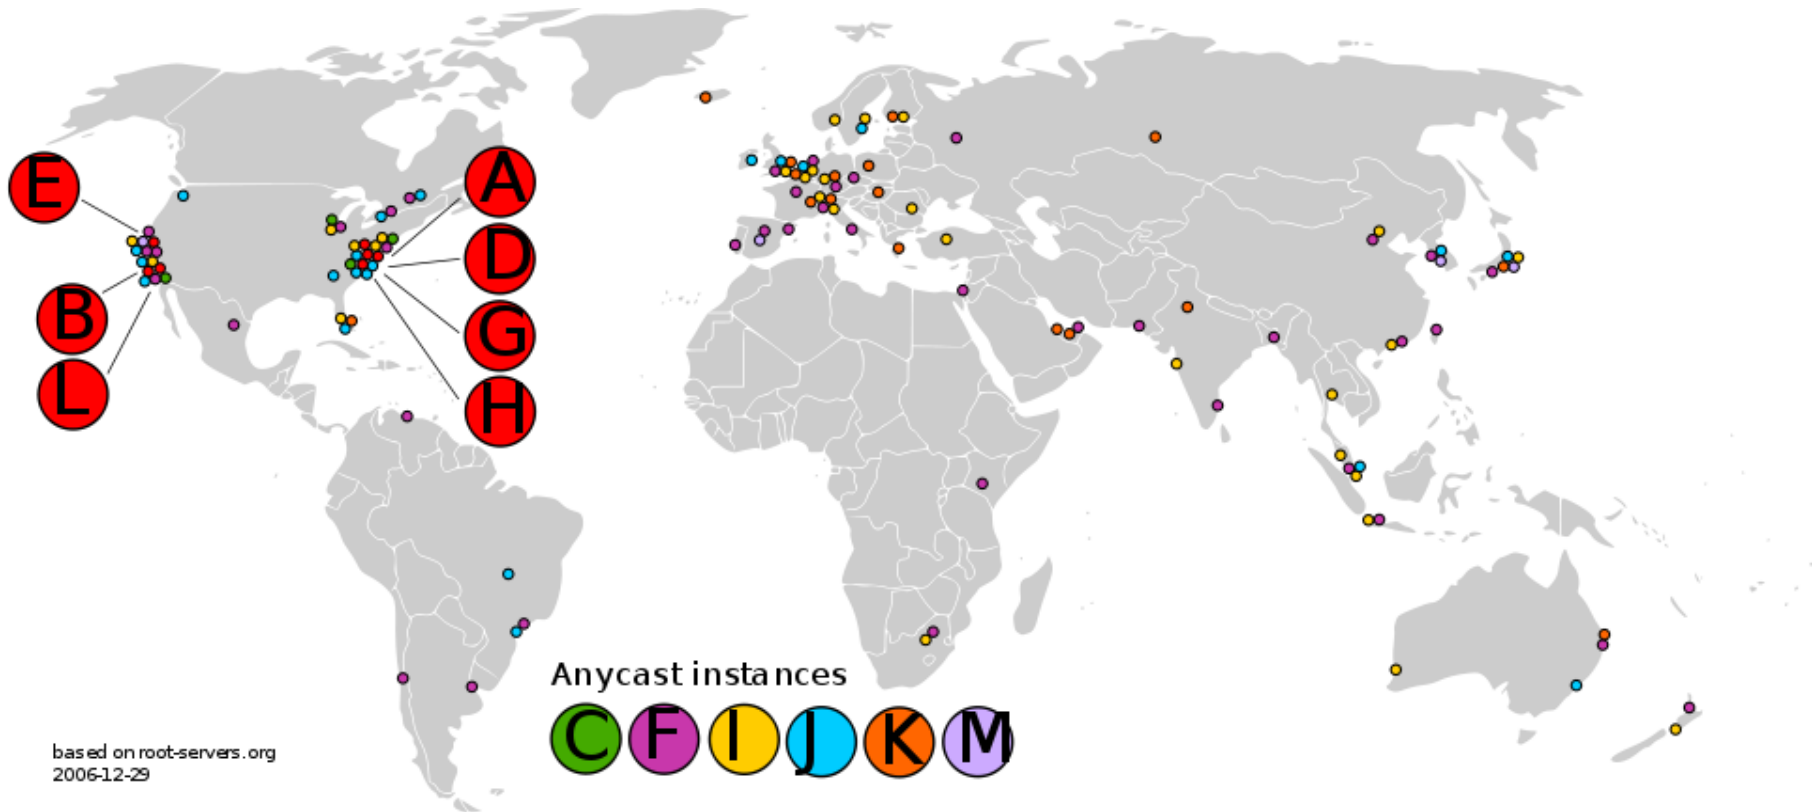 E
A
D
B
G
L
H
Anycast instances
C F I J K M
based on root-servers.org
2006-12-29